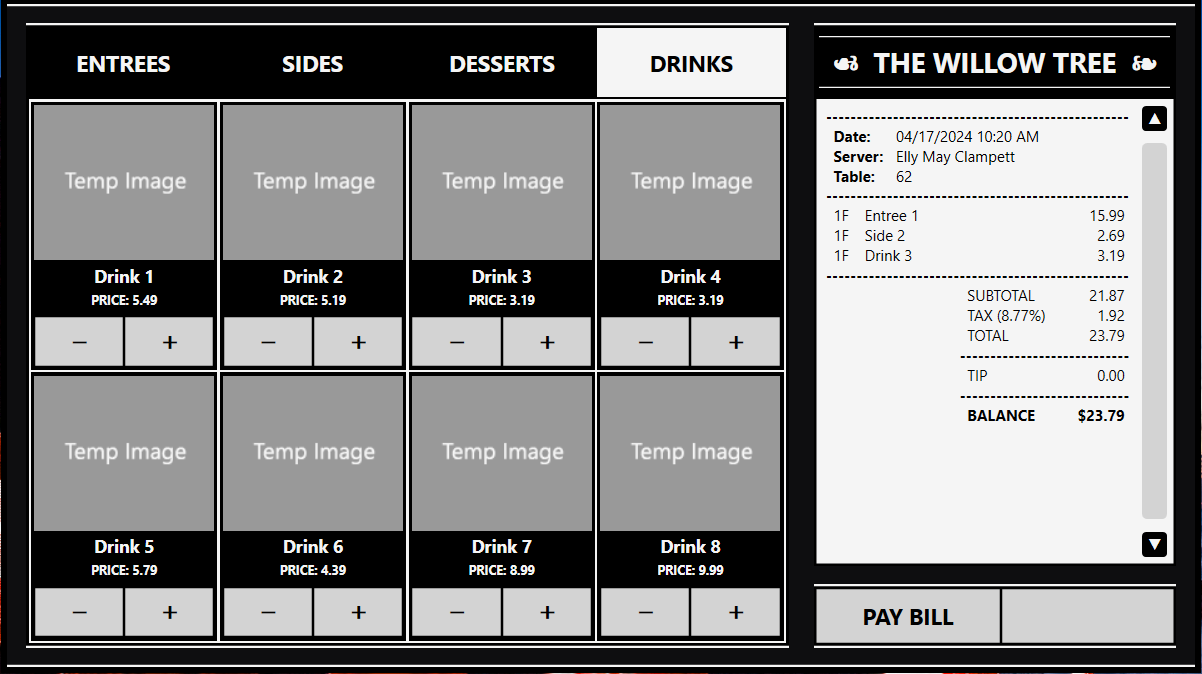 ENTREES SIDES DESSERTS DRINKS
Temp Image Temp Image Temp Image Temp Image
Drink 1 Drink 2 Drink 3 Drink 4
PRICE: 5.49 PRICE: 5.19 PRICE: 3.19 PRICE: 3.19
− + − + − + − +
Temp Image Temp Image Temp Image Temp Image
Drink 5 Drink 6 Drink 7 Drink 8
PRICE: 5.79 PRICE: 4.39 PRICE: 8.99 PRICE: 9.99
− + − + − + − +
THE WILLOW TREE
Date: 04/17/2024 10:20 AM
Server: Elly May Clampett
Table: 62
1F Entree 1 15.99
1F Side 2 2.69
1F Drink 3 3.19
SUBTOTAL 21.87
TAX (8.77%) 1.92
TOTAL 23.79
TIP 0.00
BALANCE $23.79
PAY BILL